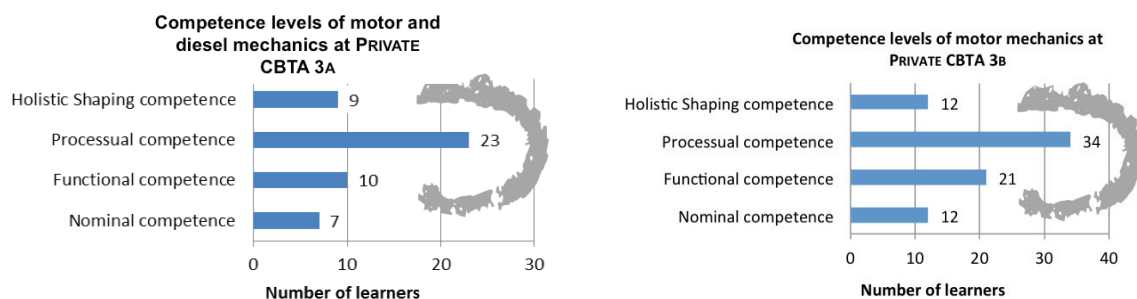 Competence levels of motor and
diesel mechanics at PRIVATE
CBTA 3A
Holistic Shaping competence
9
Processual competence
23
Functional competence
10
Nominal competence
7
0 10 20 30
Number of learners
Competence levels of motor mechanics at
PRIVATE CBTA 3B
Holistic Shaping competence
12
Processual competence
34
Functional competence
21
Nominal competence
12
0 10 20 30 40
Number of learners